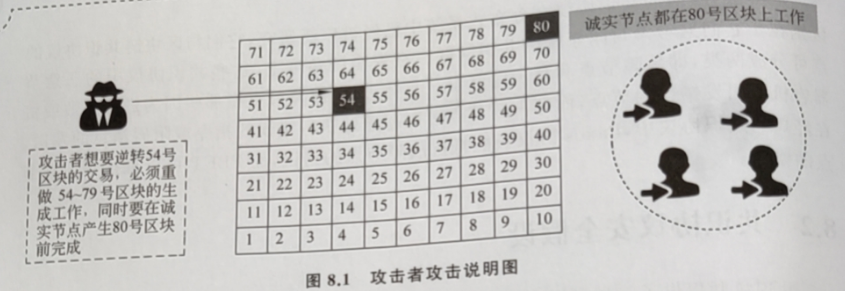 诚实节点都在80号区块上工作
71 72 73 74 75 76 77 78 79 80
61 62 63 64 65 66 67 68 69 70
51 52 53 54 55 56 57 58 59 60
41 42 43 44 45 46 47 48 49 50
31 32 33 34 35 36 37 38 39 40
21 22 23 24 25 26 27 28 29 30
11 12 13 14 15 16 17 18 19 20
1 2 3 4 5 6 7 8 9 10
攻击者想要逆转54号
区块的交易，必须重
做 54~79 号区块的生
成工作，同时要在诚
实节点产生80号区块
前完成
图 8.1 攻击者攻击说明图